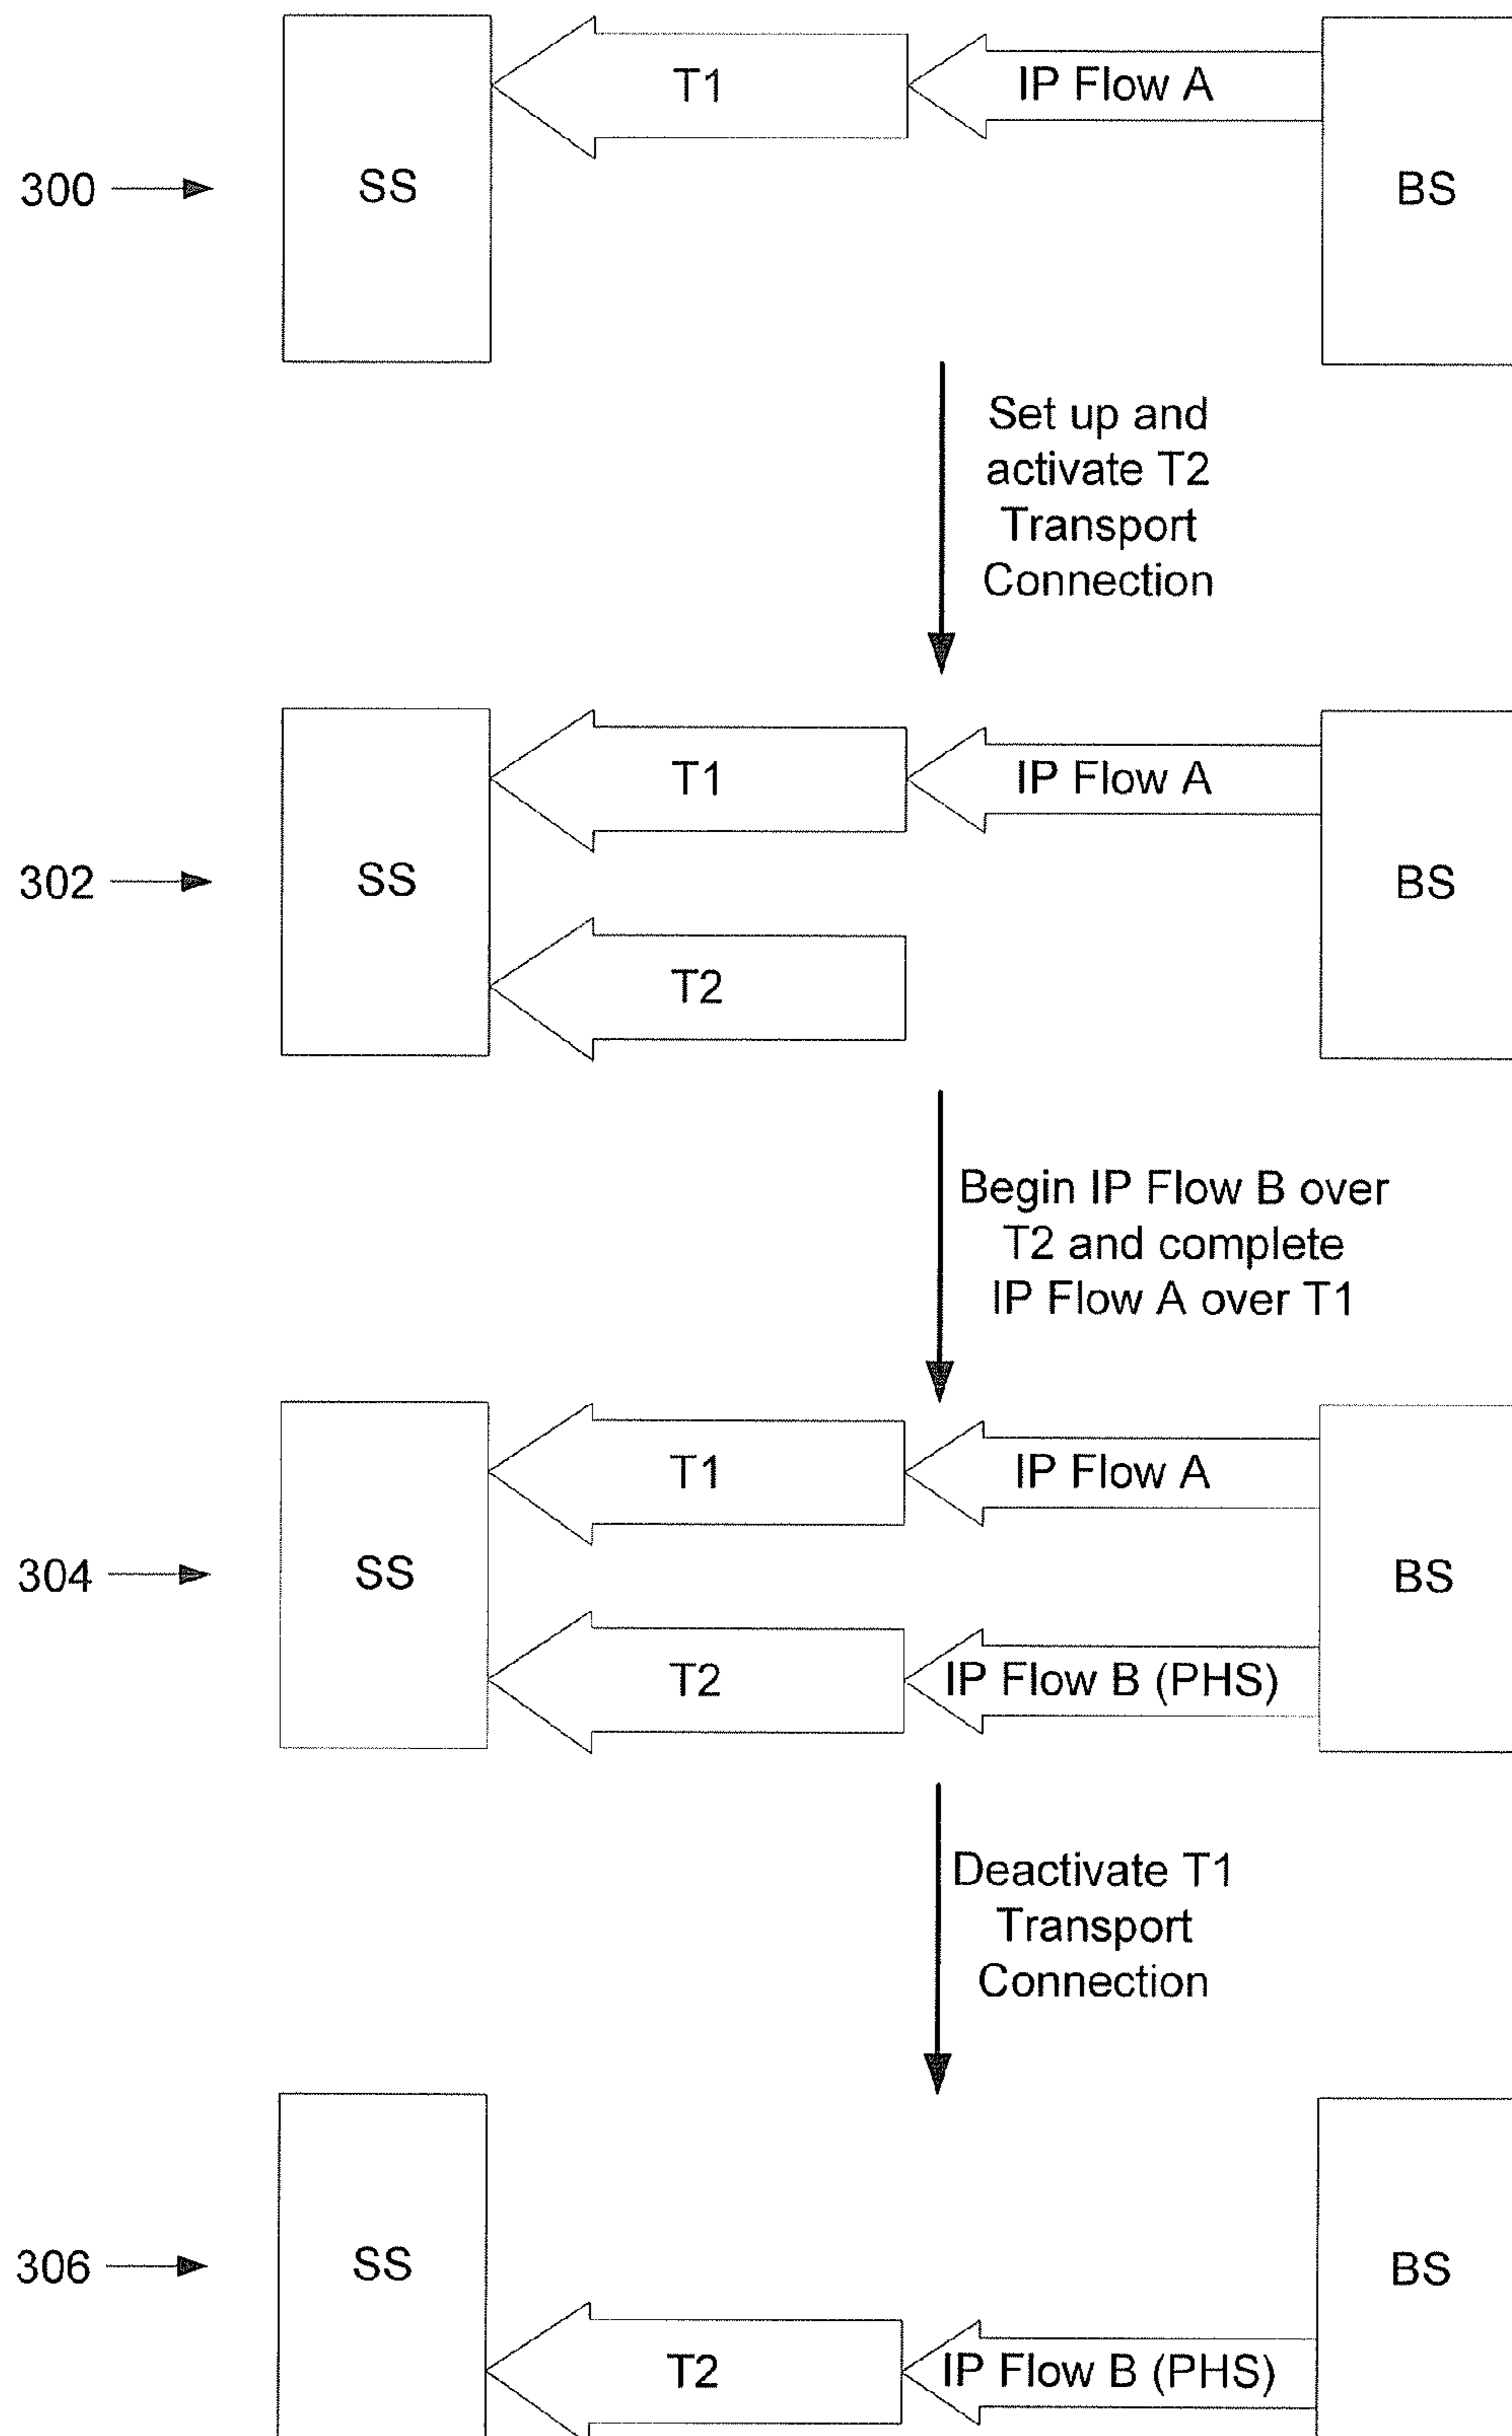 T1
IP Flow A
300
SS
BS
Set up and
activate T2
Transport
Connection
T1
IP Flow A
302
SS
BS
T2
Begin IP Flow B over
T2 and complete
IP Flow A over T1
T1
IP Flow A
304
SS
BS
T2
IP Flow B (PHS)
Deactivate T1
Transport
Connection
306
SS
BS
T2
IP Flow B (PHS)